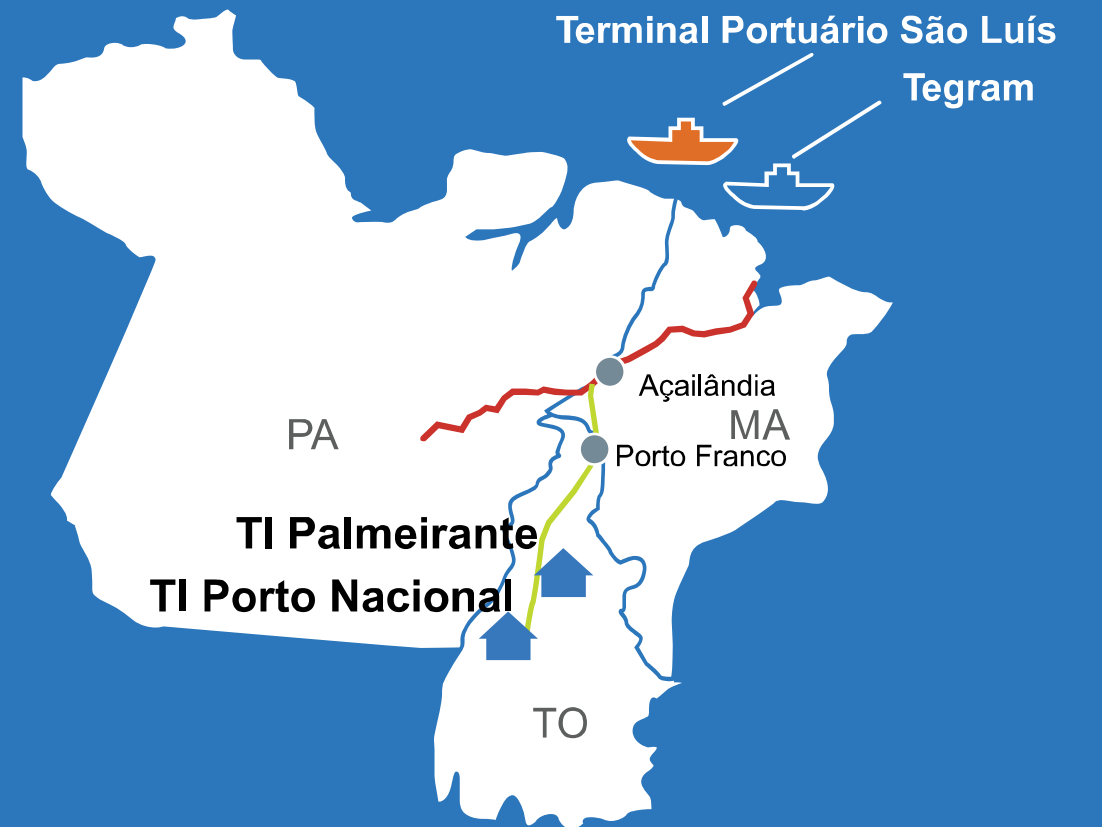 Terminal Portuário São Luís
Tegram
Açailândia
MA
PA
Porto Franco
TI Palmeirante
TI Porto Nacional
TO